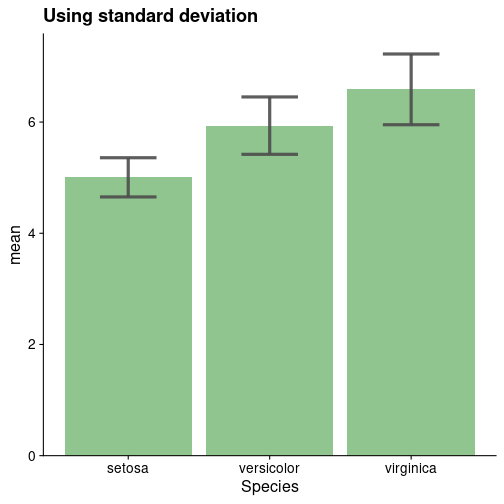 Using standard deviation
mean
6
4
2
0
setosa versicolor virginica
Species